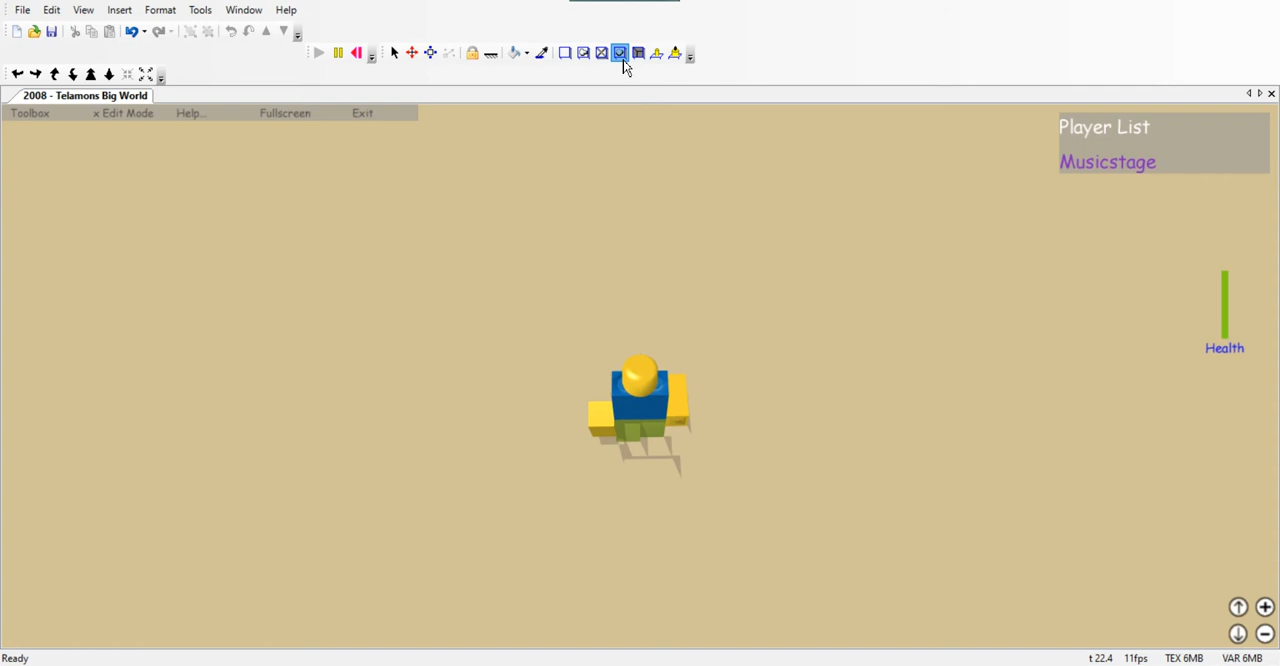 File Edit View Insert Format Tools Window Help
2008 - Telamons Big World
Toolbox x Edit Mode Help... Fullscreen Exit
Player List
Musicstage
Health
Ready t 22.4 11fps TEX 6MB VAR 6MB